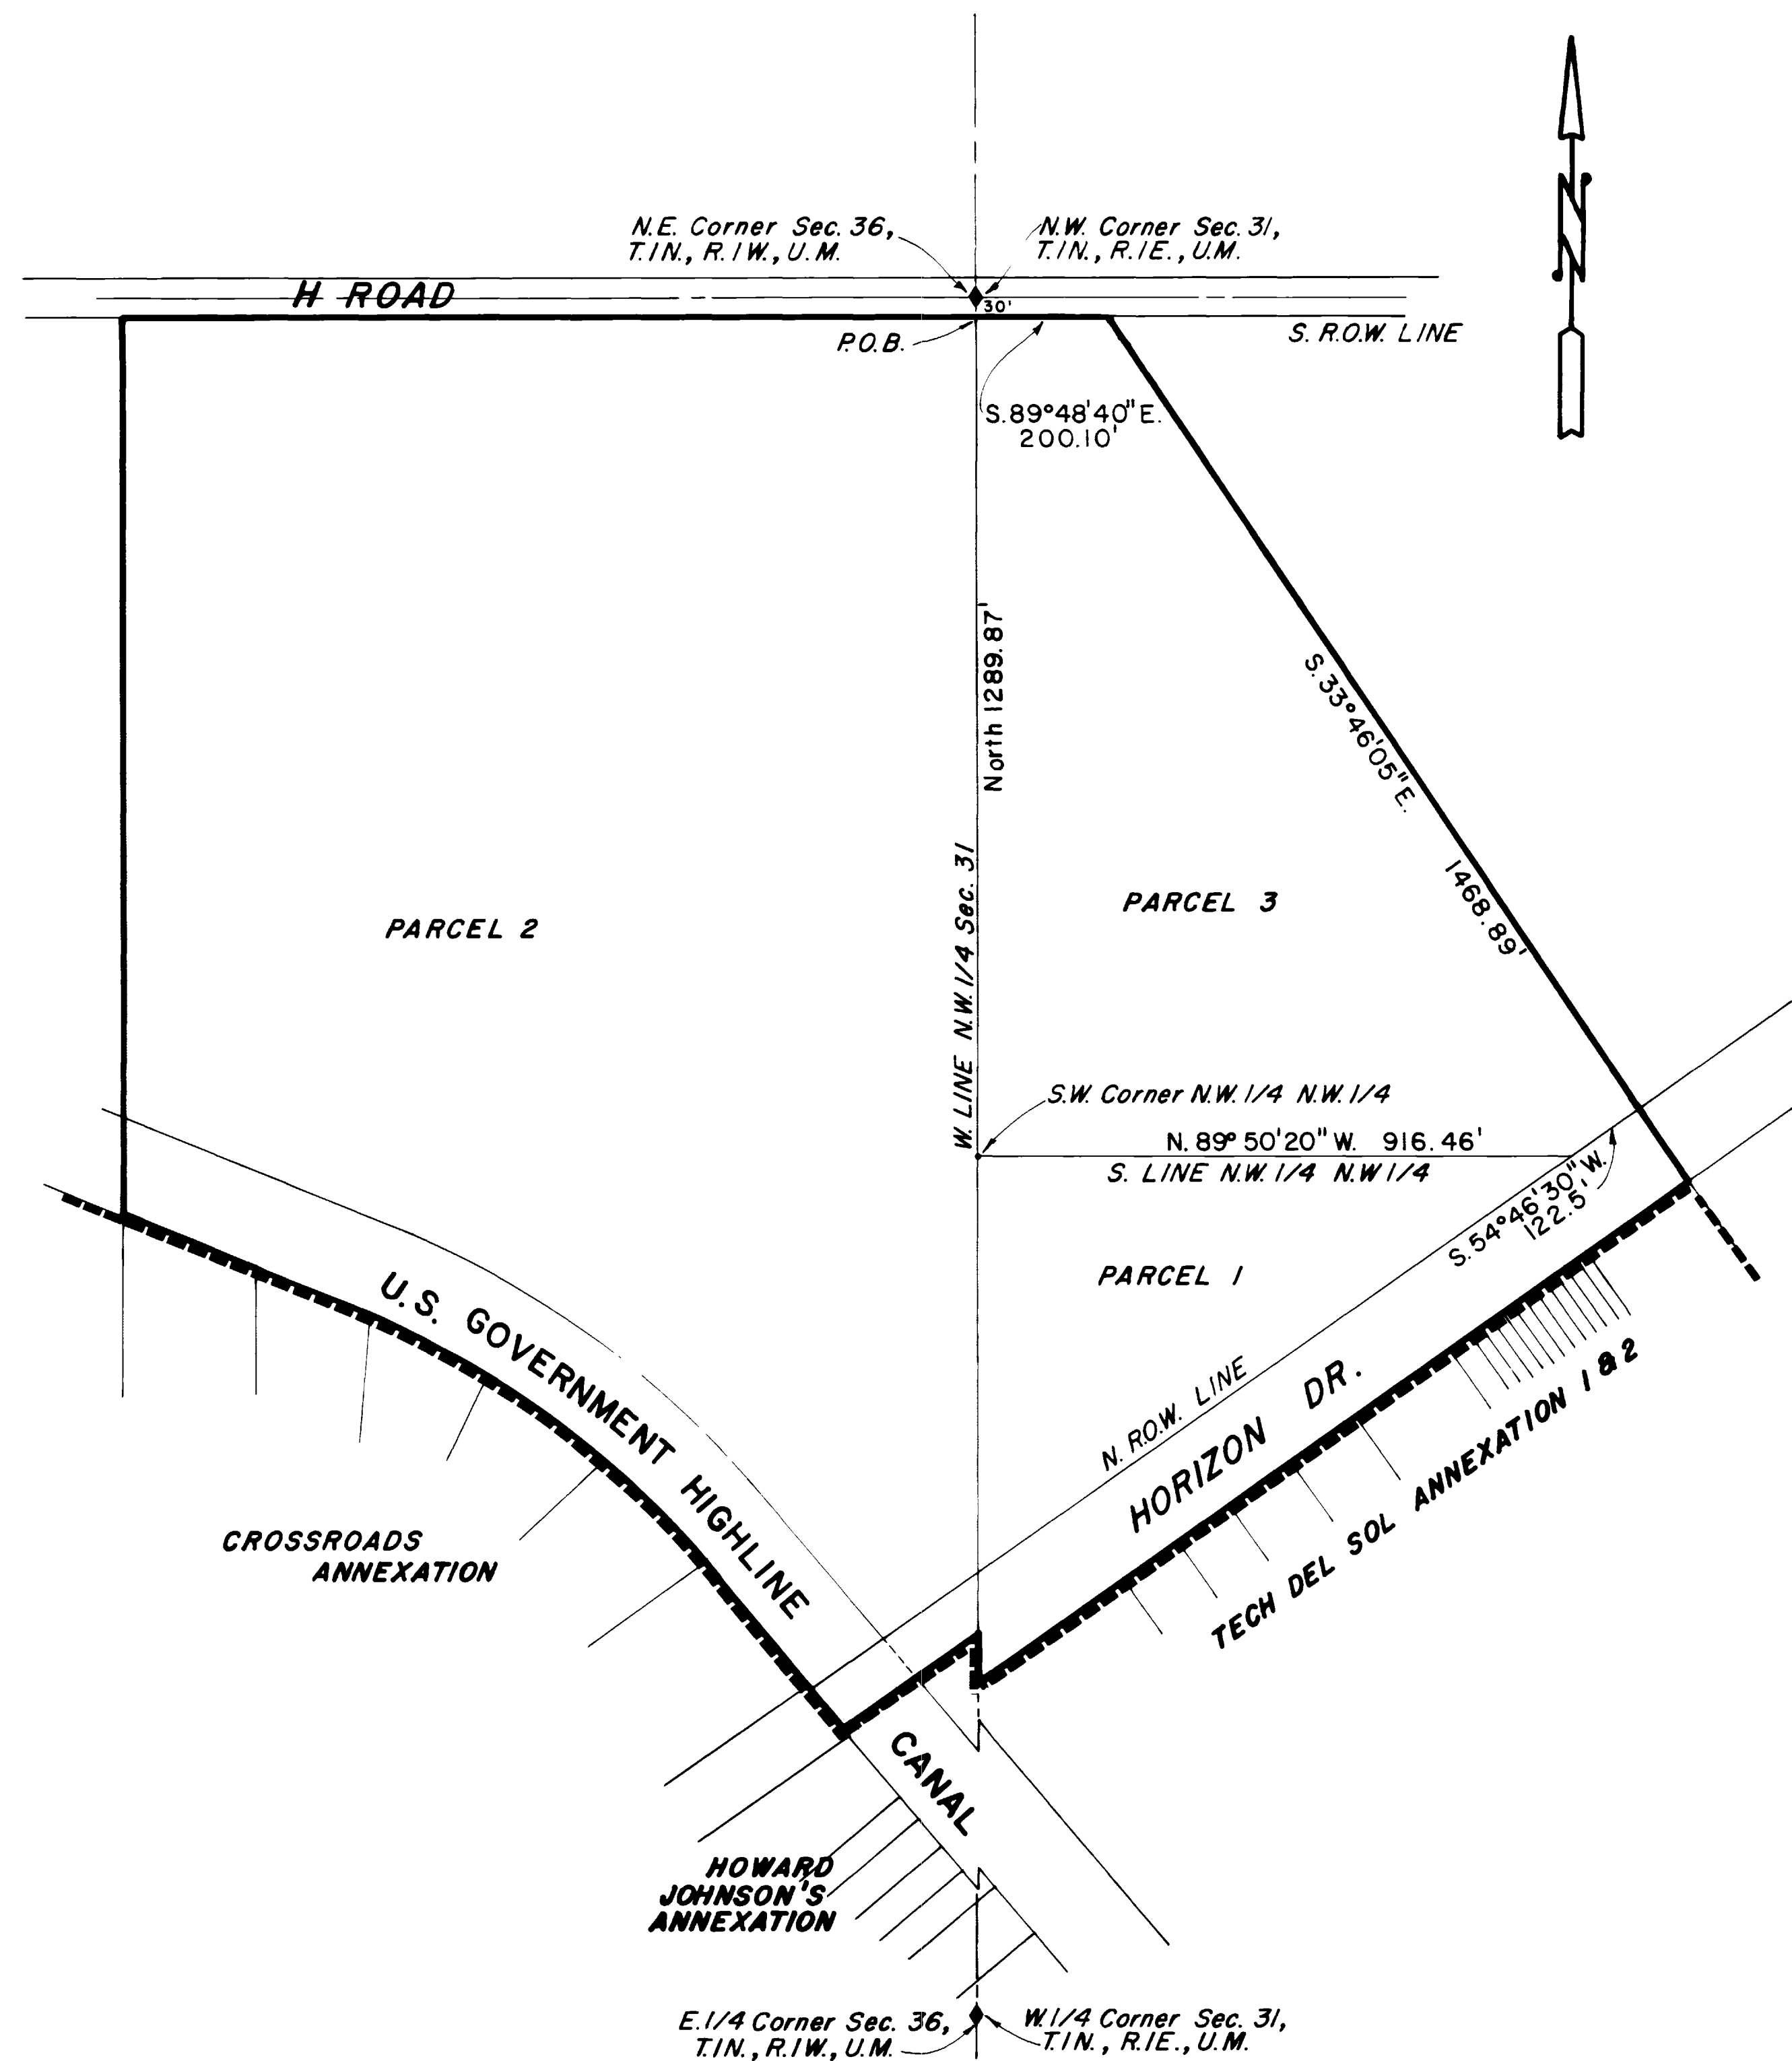 N.E. Corner Sec. 36,
T.1N., R.1W., U.M.
N.W. Corner Sec. 31,
T.1N., R.1E., U.M.
N
H ROAD
30'
P.O.B.
S. R.O.W. LINE
S.89°48'40"E.
200.10'
North 1289.87'
S.33°46'05"E.
1468.89'
W. LINE N.W. 1/4 Sec. 31
PARCEL 2
PARCEL 3
S.W. Corner N.W. 1/4 N.W. 1/4
N. 89° 50'20" W. 916.46'
S. LINE N.W. 1/4 N.W 1/4
S. 54°46'30" W.
122.5'
PARCEL 1
U.S. GOVERNMENT HIGHLINE
CANAL
N. R.O.W. LINE
HORIZON DR.
TECH DEL SOL ANNEXATION 1 & 2
CROSSROADS
ANNEXATION
HOWARD
JOHNSON'S
ANNEXATION
E.1/4 Corner Sec. 36,
T.1N., R.1W., U.M.
W.1/4 Corner Sec. 31,
T.1N., R.1E., U.M.